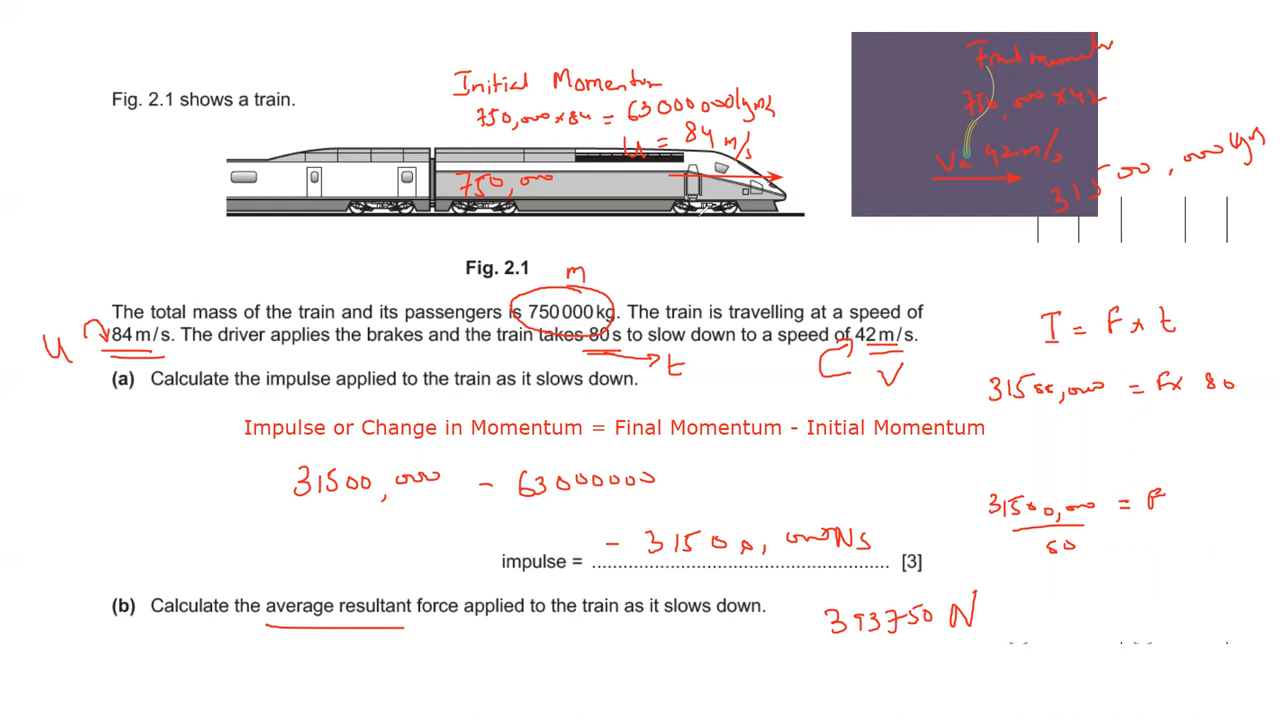 Fig. 2.1 shows a train.
Initial Momentum
750,000 x 84 = 63000000 kgm/s
u = 84 m/s
750,000
Final momentum
750,000 x 42
V = 42 m/s
31500,000 kgm
Fig. 2.1
m
The total mass of the train and its passengers is 750 000 kg. The train is travelling at a speed of
u
84 m/s. The driver applies the brakes and the train takes 80 s to slow down to a speed of 42 m/s.
t
V
(a) Calculate the impulse applied to the train as it slows down.
I = F x t
31500,000 = F x 80
Impulse or Change in Momentum = Final Momentum - Initial Momentum
31500,000 - 63000000
31500,000 = F
80
- 31500,000 Ns
impulse = ................................................ [3]
(b) Calculate the average resultant force applied to the train as it slows down.
393750 N